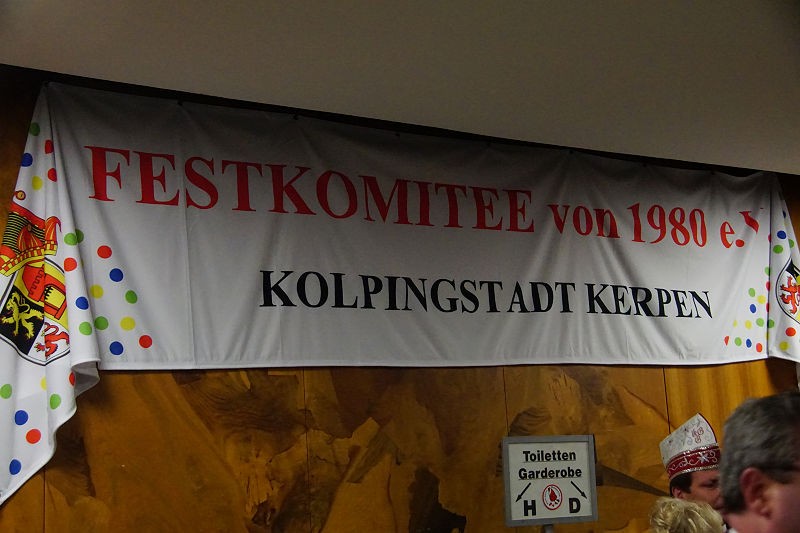 FESTKOMITEE von 1980 e.V
KOLPINGSTADT KERPEN
Toiletten
Garderobe
H D